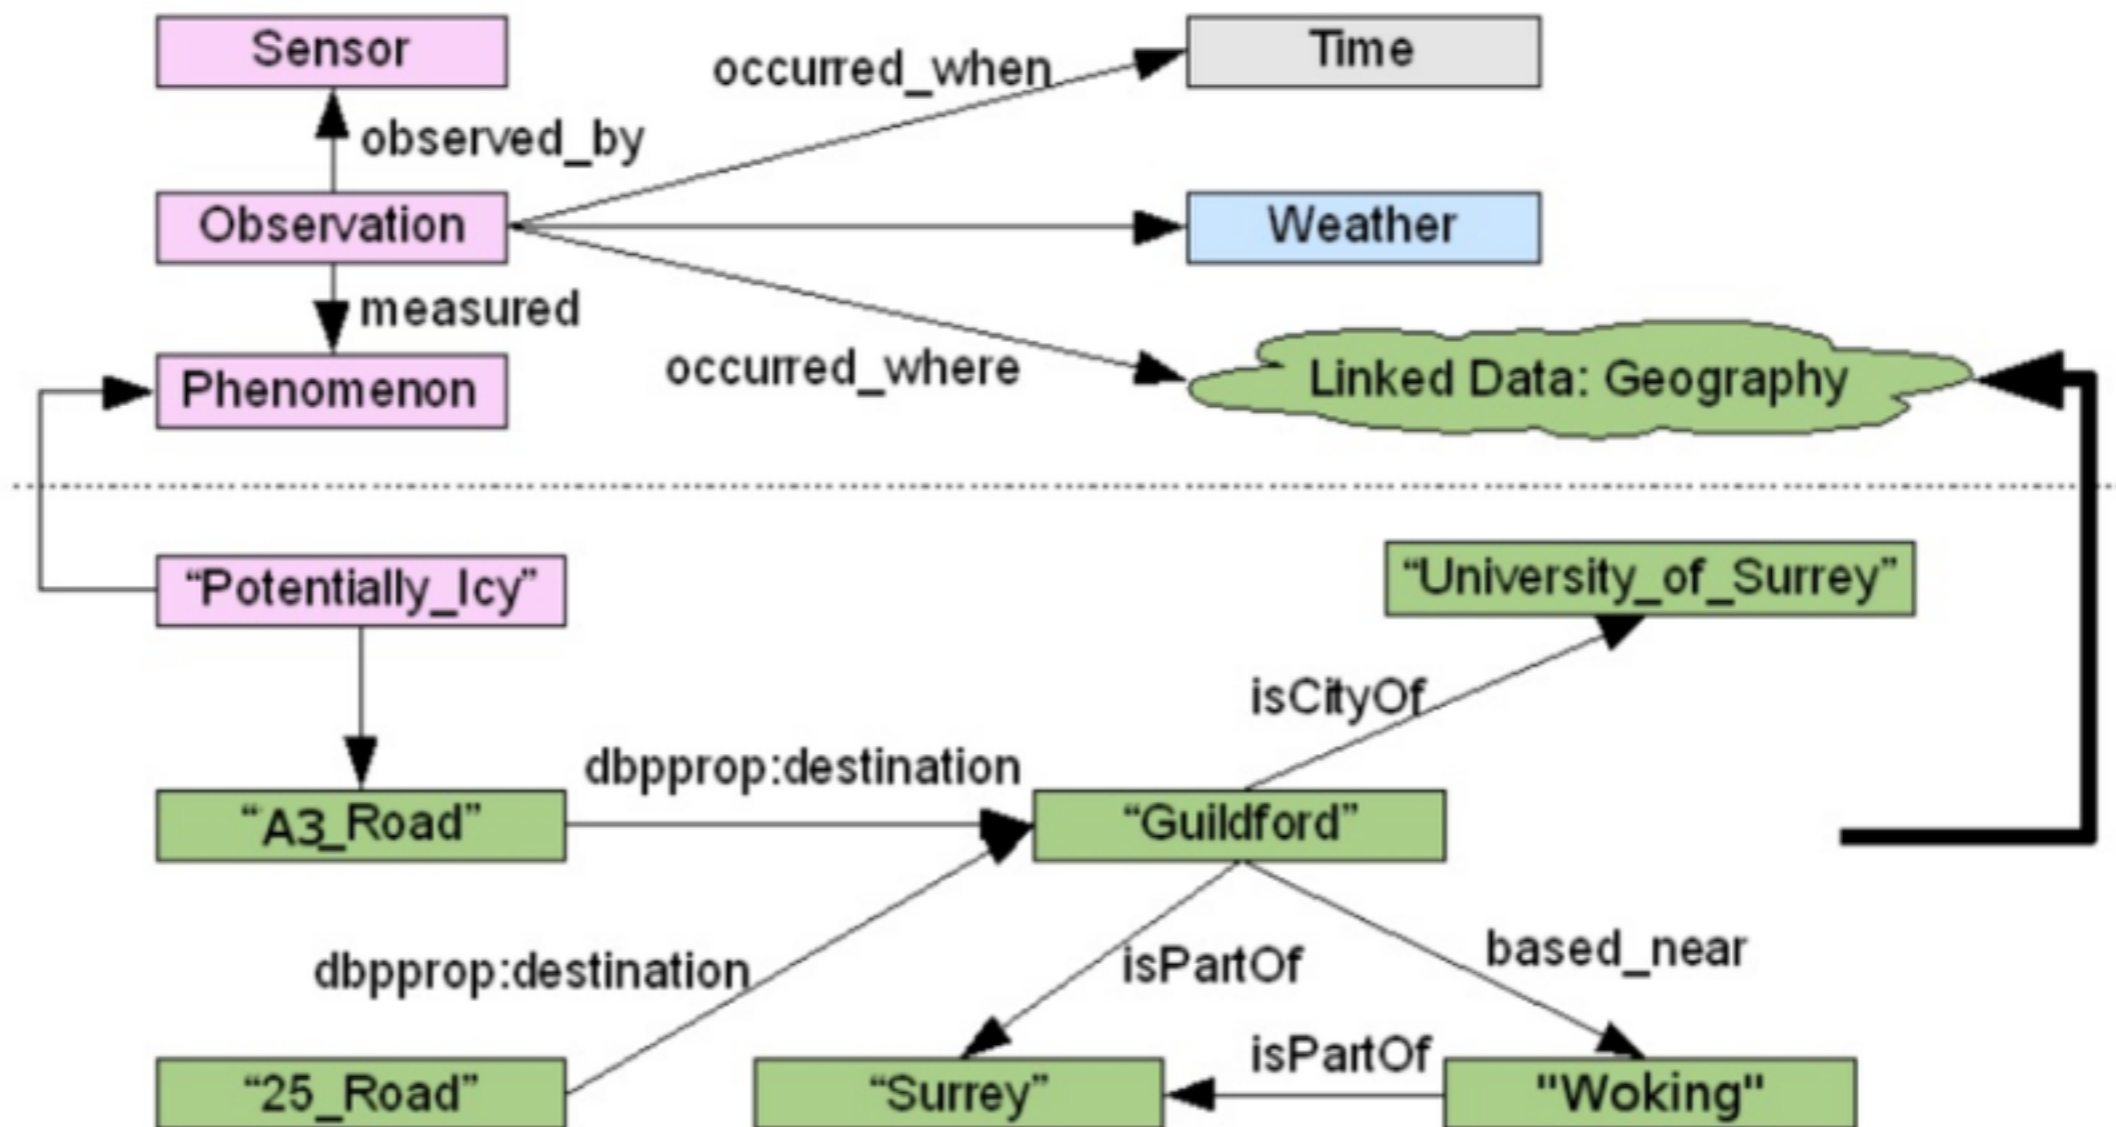 Sensor
occurred_when
Time
observed_by
Observation
Weather
measured
Phenomenon
occurred_where
Linked Data: Geography
“Potentially_Icy”
“University_of_Surrey”
isCityOf
dbpprop:destination
“A3_Road”
“Guildford”
dbpprop:destination
isPartOf
based_near
isPartOf
“25_Road”
“Surrey”
"Woking"